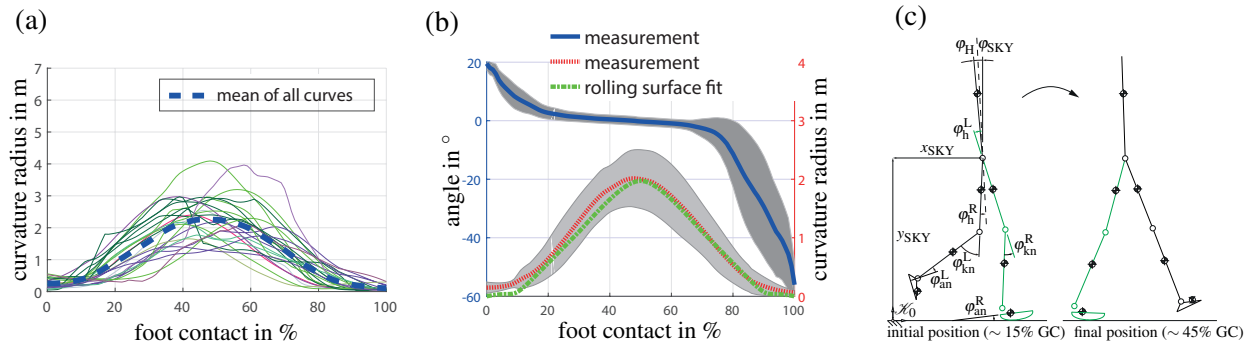 (a)
curvature radius in m
7
6
5
4
3
2
1
0
mean of all curves
0 20 40 60 80 100
foot contact in %
(b)
measurement
measurement
rolling surface fit
angle in °
20
0
-20
-40
-60
curvature radius in m
4
3
2
1
0
0 20 40 60 80 100
foot contact in %
(c)
φH φSKY
φhL
xSKY
φhR
ySKY
φknL
φknR
φanL
φanR
ℋ0
initial position (∼ 15% GC) final position (∼ 45% GC)